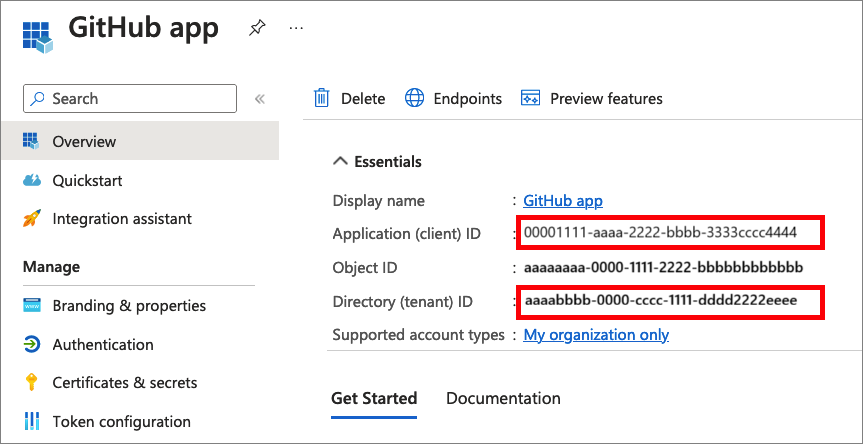 GitHub app
...
Search «
Overview
Quickstart
Integration assistant
Manage
Branding & properties
Authentication
Certificates & secrets
Token configuration
Delete Endpoints Preview features
Essentials
Display name : GitHub app
Application (client) ID : 00001111-aaaa-2222-bbbb-3333cccc4444
Object ID : aaaaaaaa-0000-1111-2222-bbbbbbbbbbbb
Directory (tenant) ID : aaaabbbb-0000-cccc-1111-dddd2222eeee
Supported account types : My organization only
Get Started Documentation